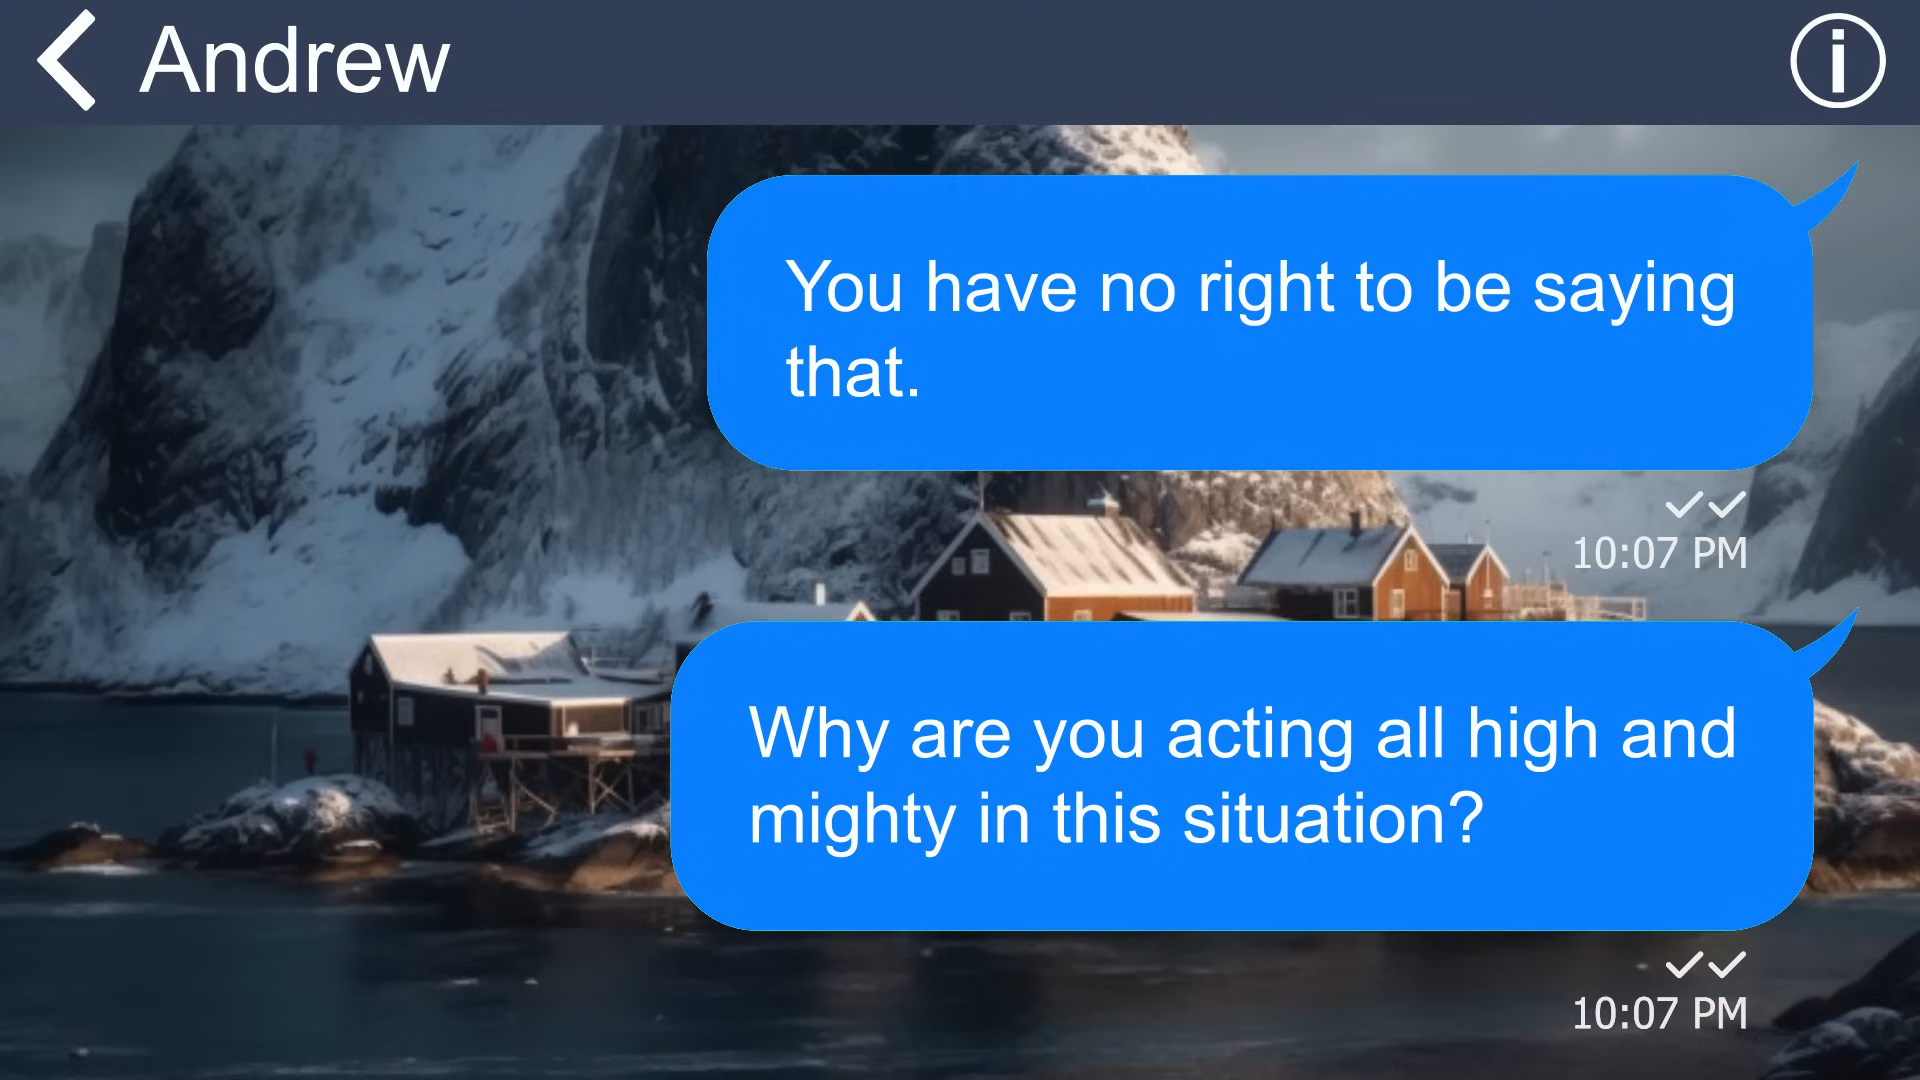 Andrew
You have no right to be saying
that.
10:07 PM
Why are you acting all high and
mighty in this situation?
10:07 PM